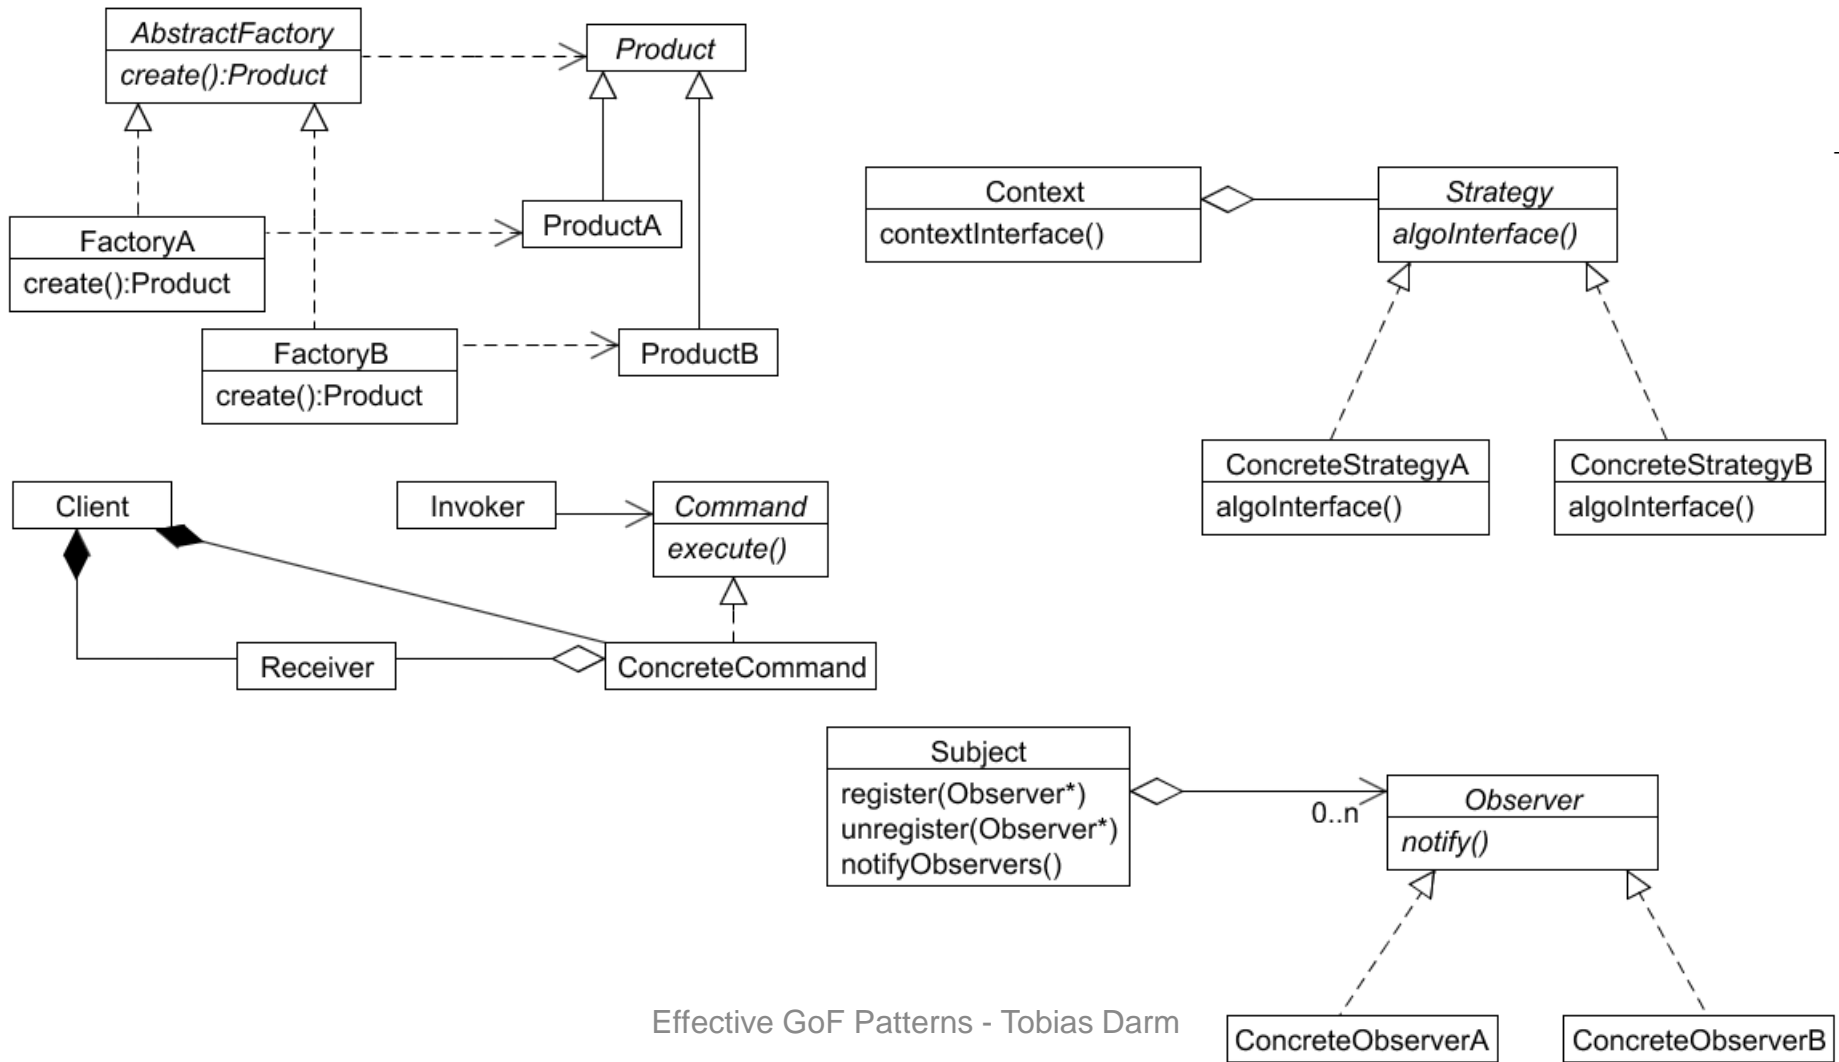 AbstractFactory
create():Product
Product
FactoryA
create():Product
ProductA
FactoryB
create():Product
ProductB
Context
contextInterface()
Strategy
algoInterface()
ConcreteStrategyA
algoInterface()
ConcreteStrategyB
algoInterface()
Client
Invoker
Command
execute()
Receiver
ConcreteCommand
Subject
register(Observer*)
unregister(Observer*)
notifyObservers()
0..n
Observer
notify()
ConcreteObserverA
ConcreteObserverB
Effective GoF Patterns - Tobias Darm